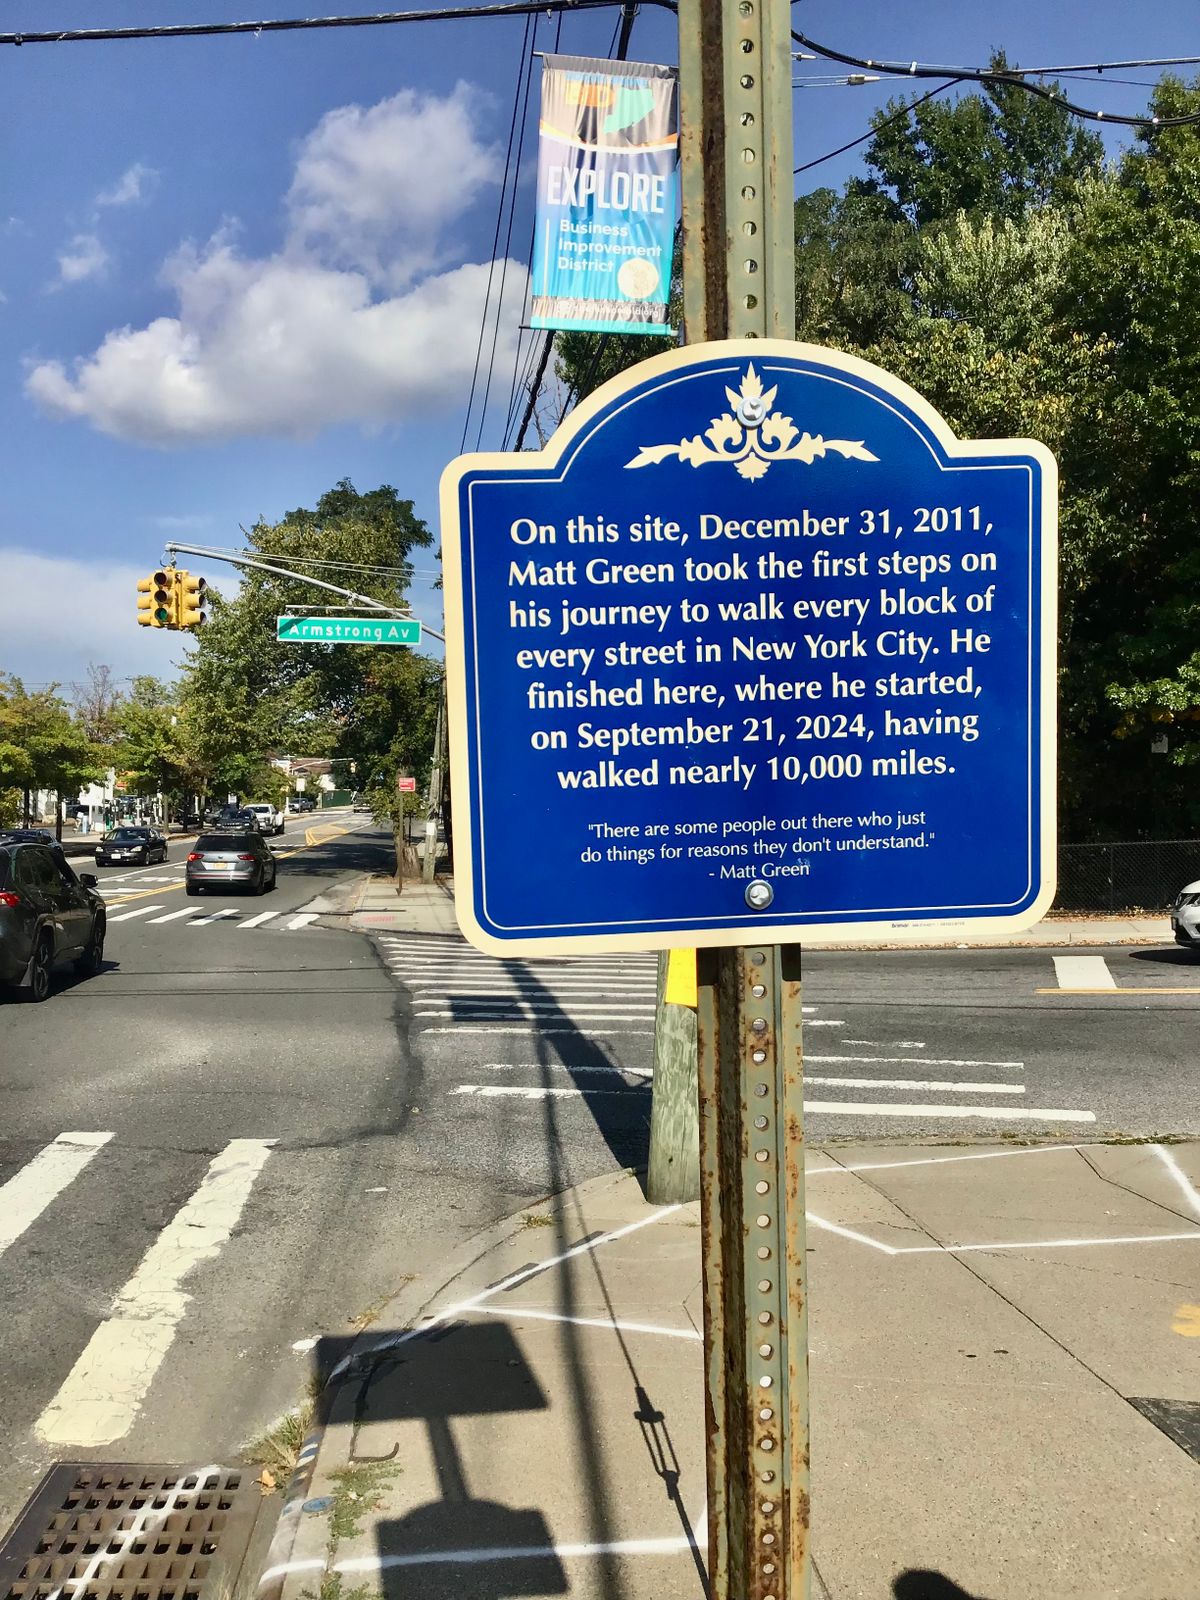 BID
EXPLORE
Business
Improvement
District
Armstrong Av
On this site, December 31, 2011,
Matt Green took the first steps on
his journey to walk every block of
every street in New York City. He
finished here, where he started,
on September 21, 2024, having
walked nearly 10,000 miles.
"There are some people out there who just
do things for reasons they don't understand."
- Matt Green